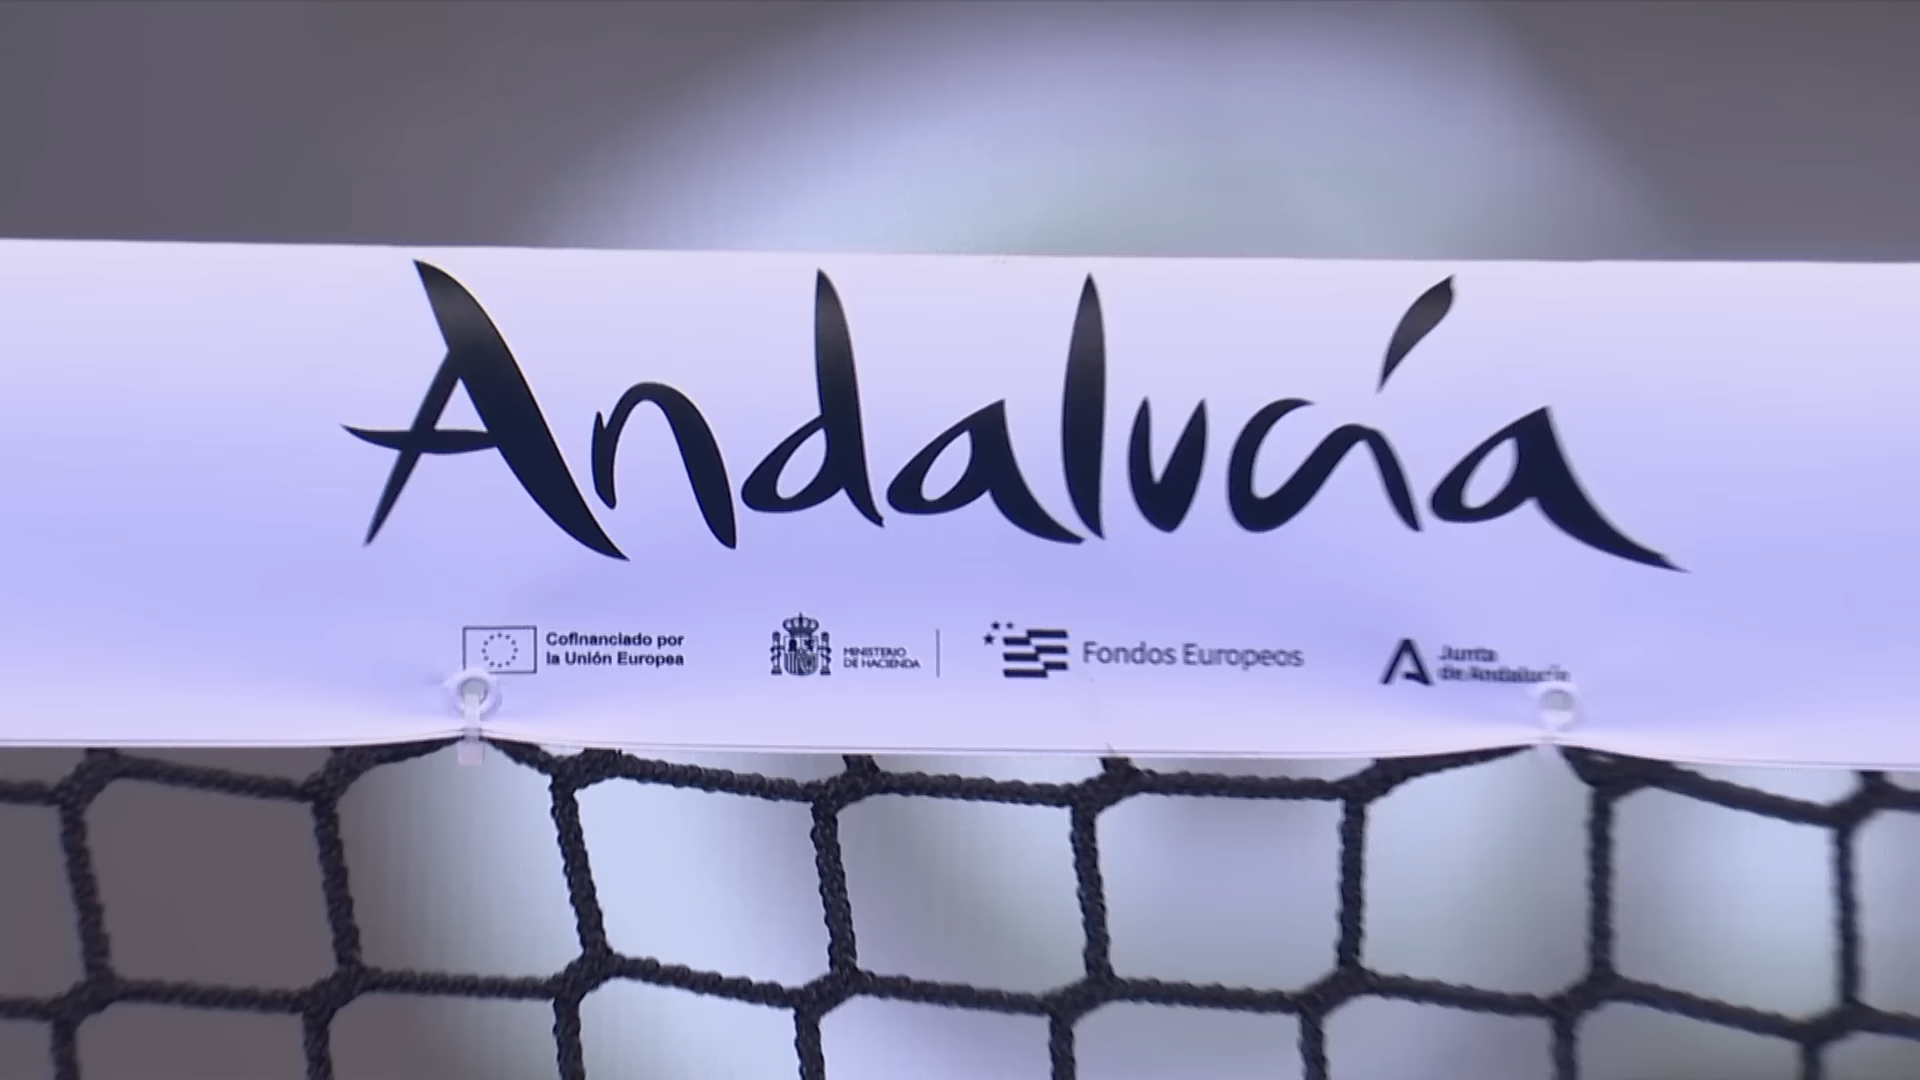 Andalucía
Cofinanciado por
la Unión Europea
MINISTERIO
DE HACIENDA
Fondos Europeos
Junta
de Andalucía